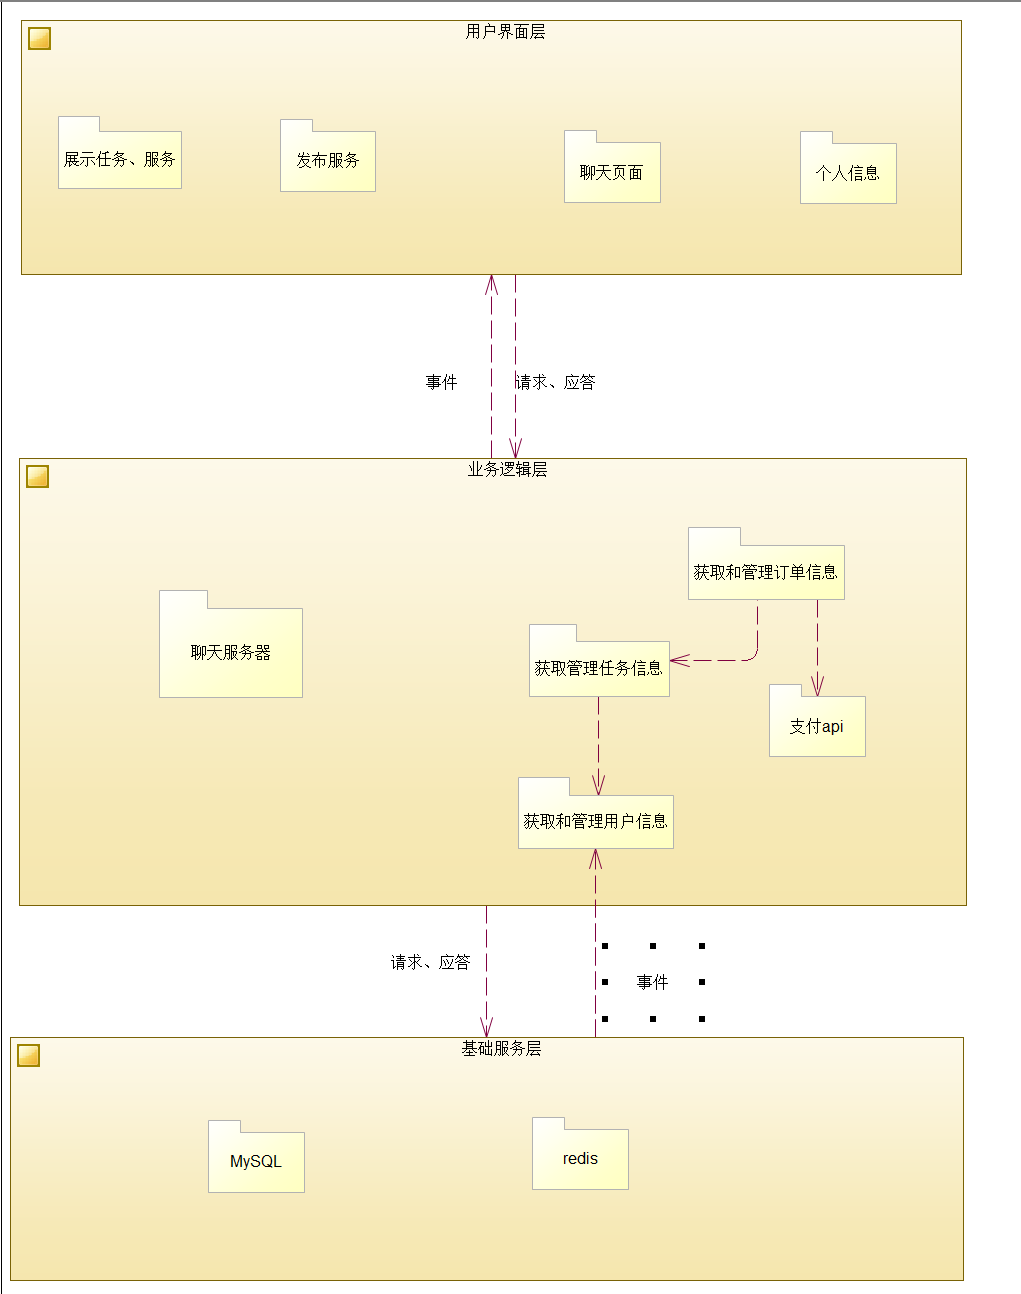 用户界面层
展示任务、服务
发布服务
聊天页面
个人信息
事件
请求、应答
业务逻辑层
获取和管理订单信息
聊天服务器
获取管理任务信息
支付api
获取和管理用户信息
请求、应答
事件
基础服务层
MySQL
redis